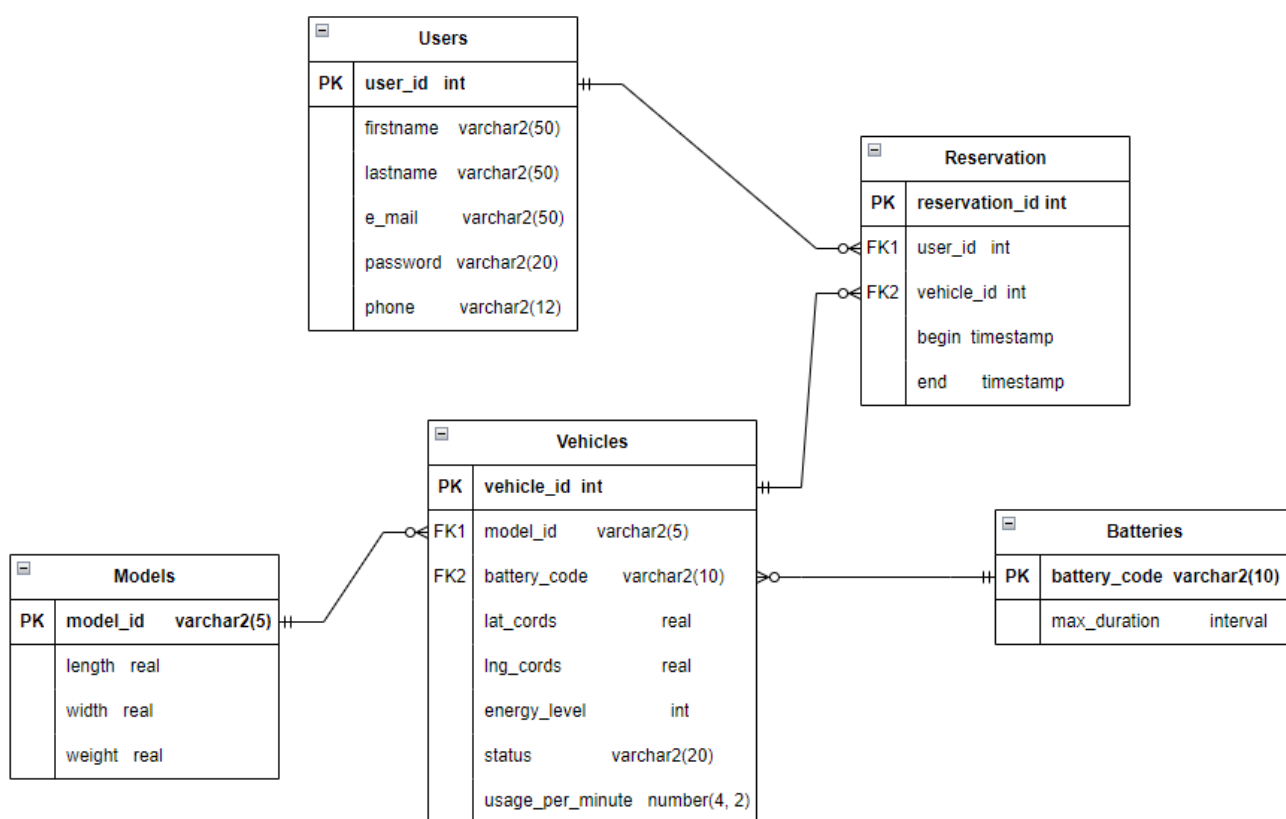 Users
PK user_id int
firstname varchar2(50)
lastname varchar2(50)
e_mail varchar2(50)
password varchar2(20)
phone varchar2(12)
Reservation
PK reservation_id int
FK1 user_id int
FK2 vehicle_id int
begin timestamp
end timestamp
Vehicles
PK vehicle_id int
FK1 model_id varchar2(5)
FK2 battery_code varchar2(10)
lat_cords real
lng_cords real
energy_level int
status varchar2(20)
usage_per_minute number(4, 2)
Batteries
PK battery_code varchar2(10)
max_duration interval
Models
PK model_id varchar2(5)
length real
width real
weight real